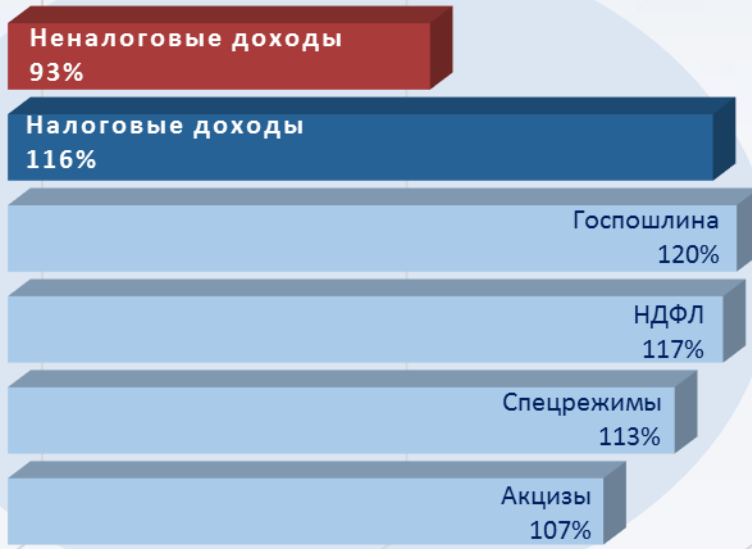 Неналоговые доходы
93%
Налоговые доходы
116%
Госпошлина
120%
НДФЛ
117%
Спецрежимы
113%
Акцизы
107%